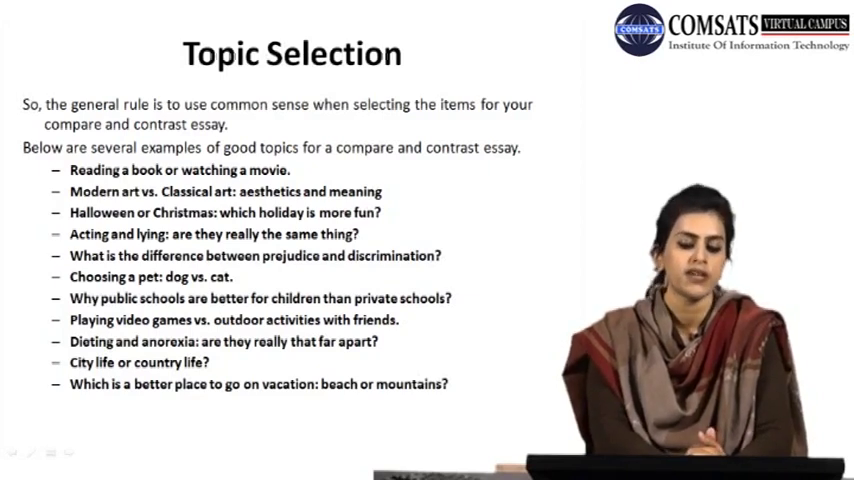 COMSATS VIRTUAL CAMPUS
COMSATS
Institute Of Information Technology
Topic Selection
So, the general rule is to use common sense when selecting the items for your
compare and contrast essay.
Below are several examples of good topics for a compare and contrast essay.
– Reading a book or watching a movie.
– Modern art vs. Classical art: aesthetics and meaning
– Halloween or Christmas: which holiday is more fun?
– Acting and lying: are they really the same thing?
– What is the difference between prejudice and discrimination?
– Choosing a pet: dog vs. cat.
– Why public schools are better for children than private schools?
– Playing video games vs. outdoor activities with friends.
– Dieting and anorexia: are they really that far apart?
– City life or country life?
– Which is a better place to go on vacation: beach or mountains?